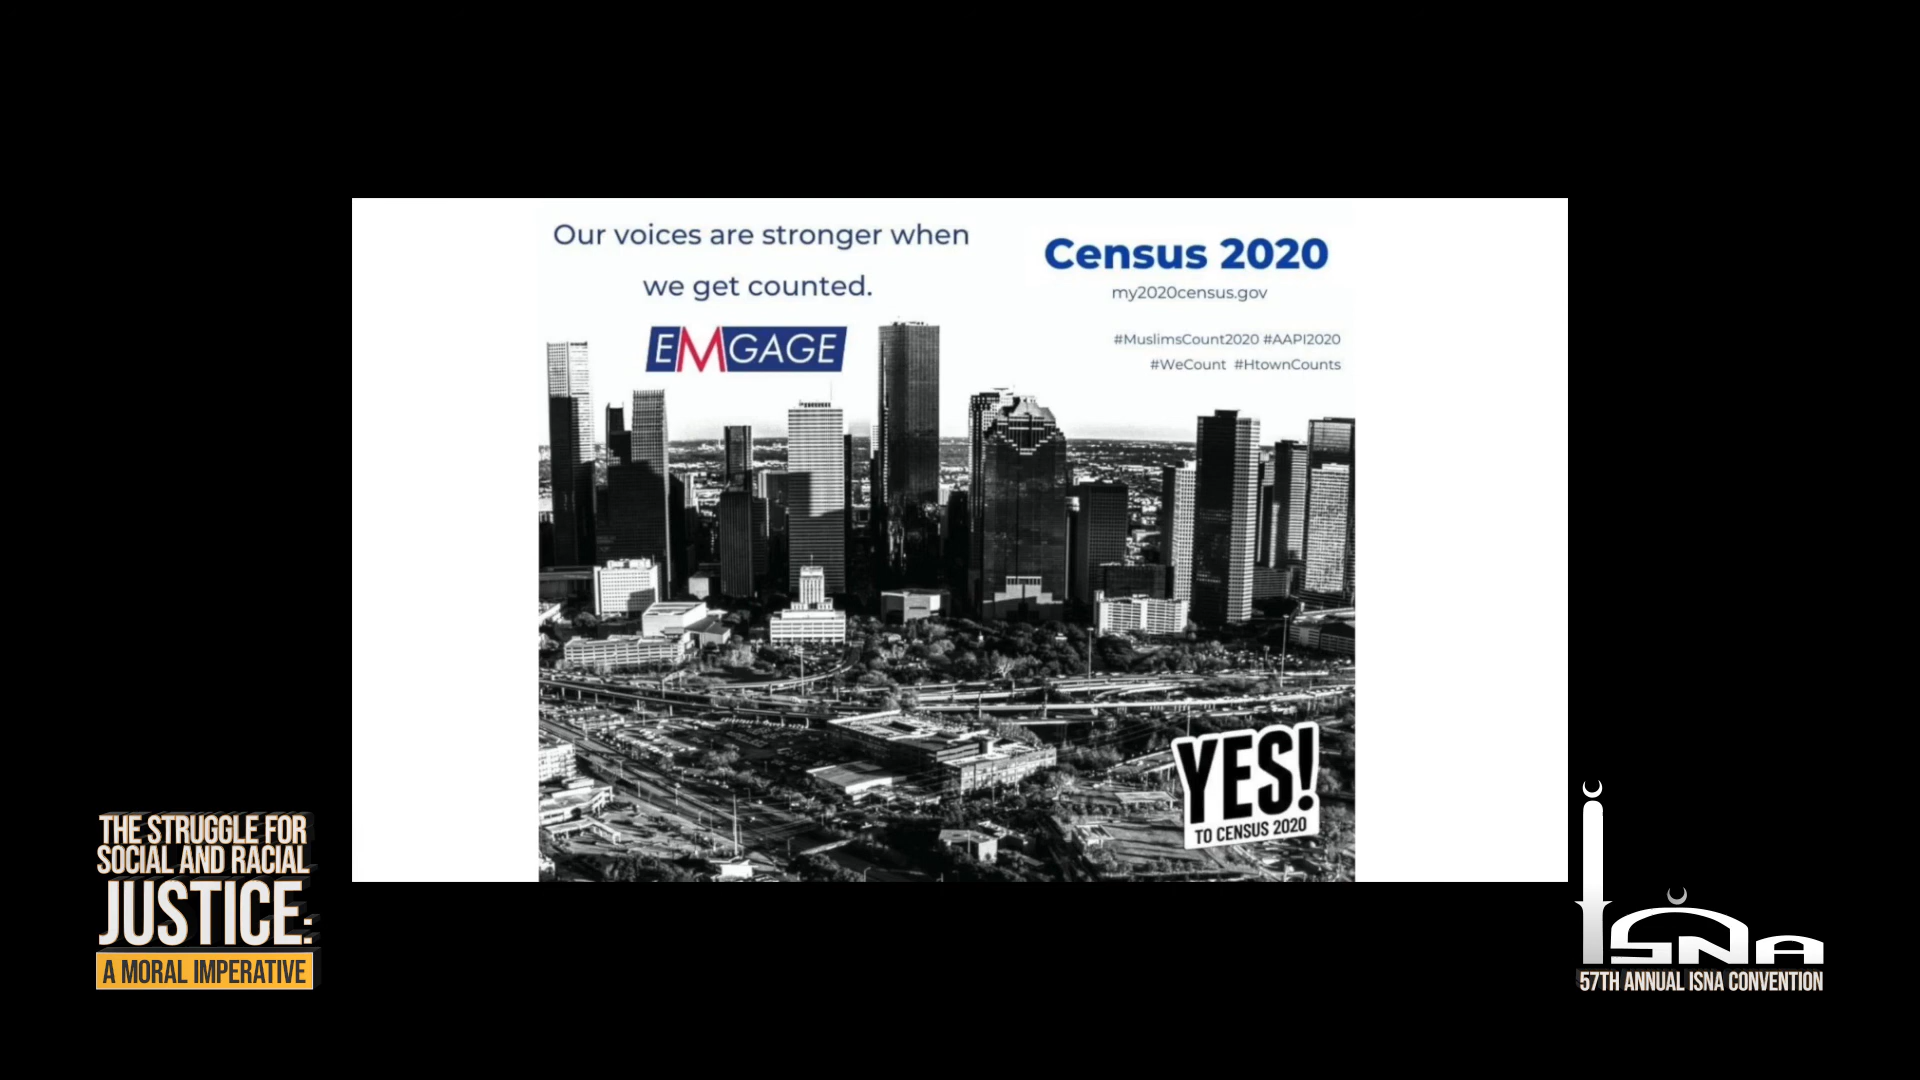 Our voices are stronger when
we get counted.
EMGAGE
Census 2020
my2020census.gov
#MuslimsCount2020 #AAPI2020
#WeCount #HtownCounts
YES!
TO CENSUS 2020
THE STRUGGLE FOR
SOCIAL AND RACIAL
JUSTICE:
A MORAL IMPERATIVE
ISNA
57TH ANNUAL ISNA CONVENTION